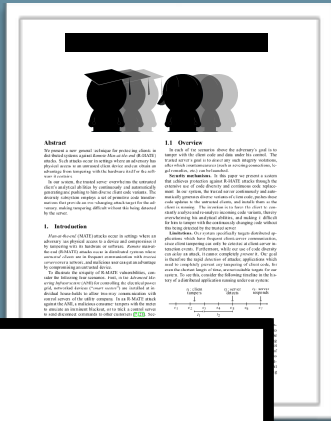 Abstract
We present a new general technique for protecting clients in
distributed systems against Remote Man-at-the-end (R-MATE)
attacks. Such attacks occur in settings where an adversary has
physical access to an untrusted client device and can obtain an
advantage from tampering with the hardware itself or the soft-
ware it contains.
In our system, the trusted server overwhelms the untrusted
client's analytical abilities by continuously and automatically
generating and pushing to him diverse client code variants. The
diversity subsystem employs a set of primitive code transforma-
tions that provide an ever-changing attack target for the ad-
versary, making tampering difficult without this being detected
by the server.
1. Introduction
Man-at-the-end (MATE) attacks occur in settings where an
adversary has physical access to a device and compromises it
by tampering with its hardware or software. Remote man-at-
the-end (R-MATE) attacks occur in distributed systems where
untrusted clients are in frequent communication with trusted
servers over a network, and malicious users can get an advantage
by compromising an untrusted device.
To illustrate the ubiquity of R-MATE vulnerabilities, con-
sider the following four scenarios. First, in the Advanced Me-
tering Infrastructure (AMI) for controlling the electrical power
grid, networked devices ("smart meters") are installed at in-
dividual households to allow two-way communication with
control servers of the utility company. In an R-MATE attack
against the AMI, a malicious consumer tampers with the meter
to emulate an imminent blackout, or to trick a control server
to send disconnect commands to other customers
1.1 Overview
In each of the scenarios above the adversary's goal is to
tamper with the client code and data under his control. The
trusted server's goal is to detect any such integrity violations,
after which countermeasures (such as severing connections, le-
gal remedies, etc.) can be launched.
Security mechanisms. In this paper we present a system
that achieves protection against R-MATE attacks through the
extensive use of code diversity and continuous code replace-
ment. In our system, the trusted server continuously and auto-
matically generates diverse variants of client code, pushes these
code updates to the untrusted clients, and installs them as the
client is running. The intention is to force the client to con-
stantly analyze and re-analyze incoming code variants, thereby
overwhelming his analytical abilities, and making it difficult
for him to tamper with the continuously changing code without
this being detected by the trusted server.
Limitations. Our system specifically targets distributed ap-
plications which have frequent client-server communication,
since client tampering can only be detected at client-server in-
teraction events. Furthermore, while our use of code diversity
can delay an attack, it cannot completely prevent it. Our goal
is therefore the rapid detection of attacks; applications which
need to completely prevent any tampering of client code, for
even the shortest length of time, are not suitable targets for our
system. To see this, consider the following timeline in the his-
tory of a distributed application running under our system: